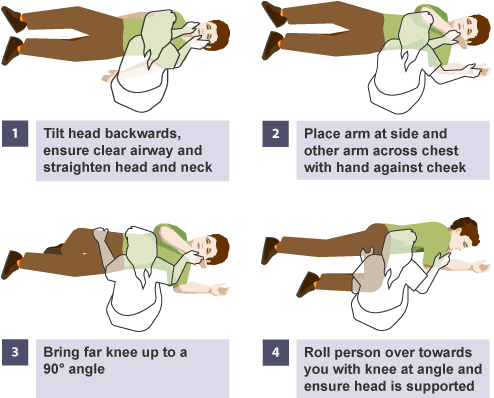 1
Tilt head backwards,
ensure clear airway and
straighten head and neck
2
Place arm at side and
other arm across chest
with hand against cheek
3
Bring far knee up to a
90° angle
4
Roll person over towards
you with knee at angle and
ensure head is supported